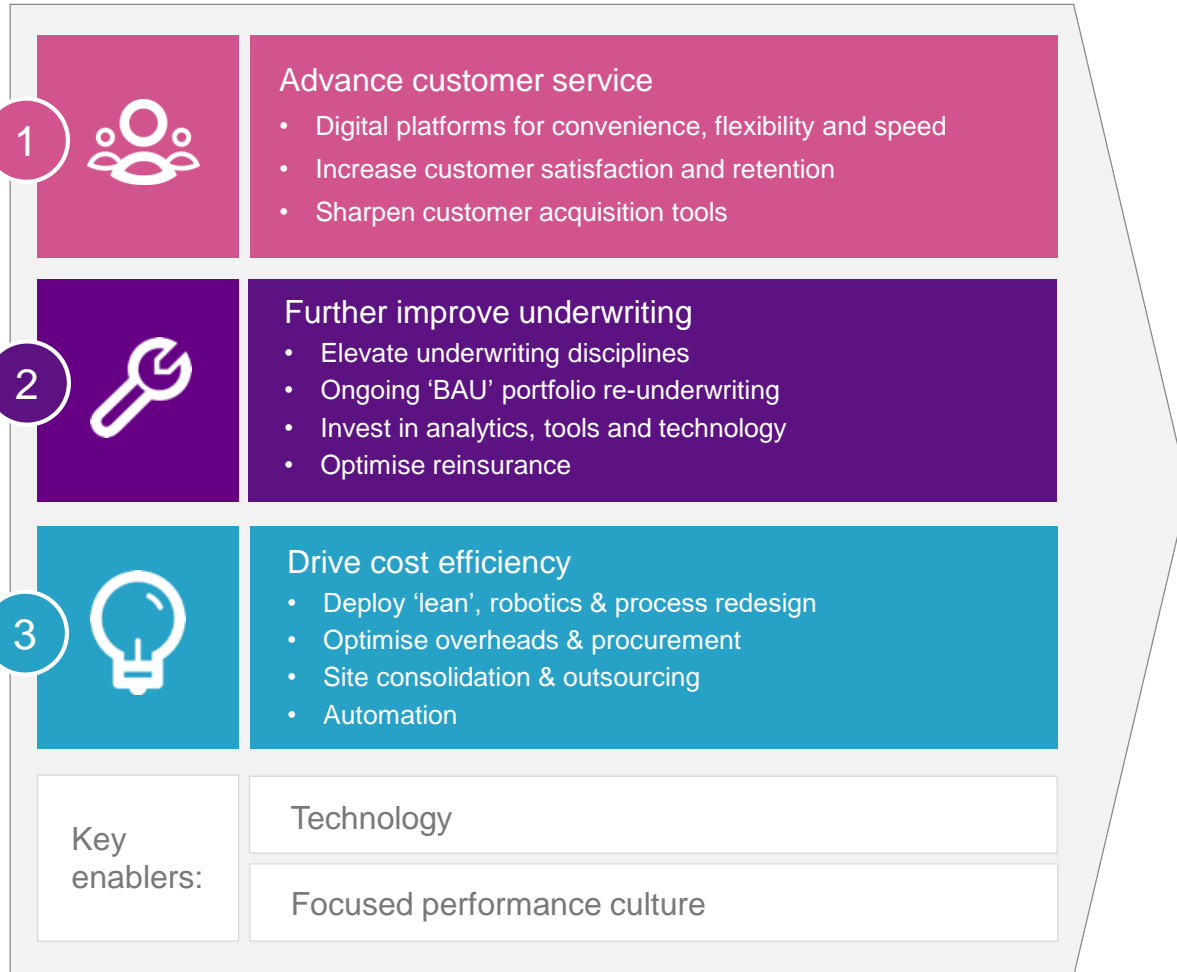 1
Advance customer service
• Digital platforms for convenience, flexibility and speed
• Increase customer satisfaction and retention
• Sharpen customer acquisition tools
2
Further improve underwriting
• Elevate underwriting disciplines
• Ongoing ‘BAU’ portfolio re-underwriting
• Invest in analytics, tools and technology
• Optimise reinsurance
3
Drive cost efficiency
• Deploy ‘lean’, robotics & process redesign
• Optimise overheads & procurement
• Site consolidation & outsourcing
• Automation
Key
enablers:
Technology
Focused performance culture